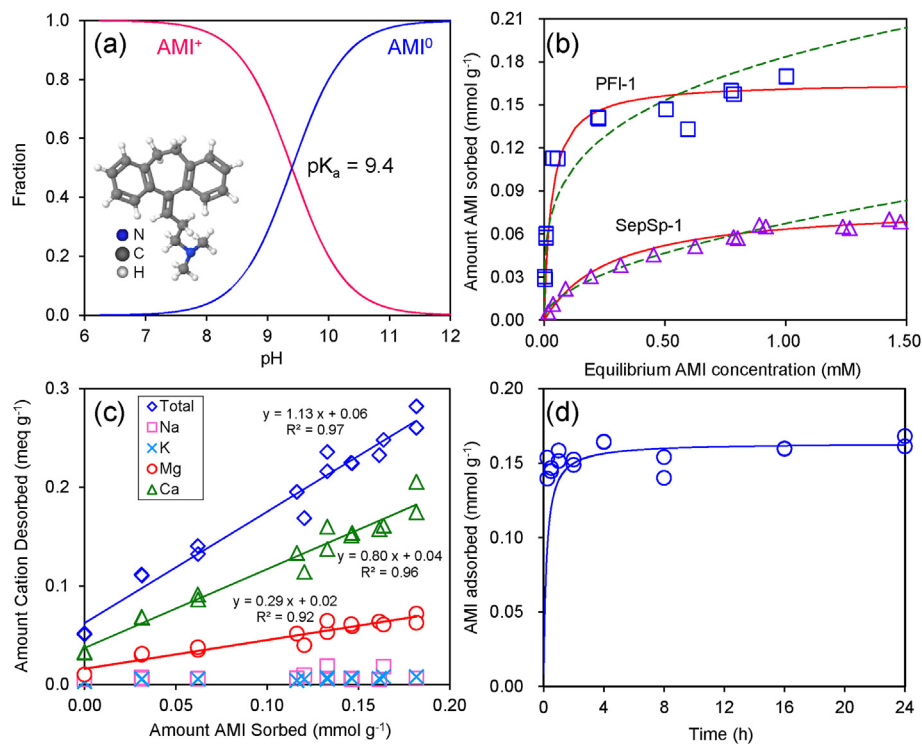 (a)
AMI⁺
AMI⁰
pKₐ = 9.4
N
C
H
Fraction
1.0
0.8
0.6
0.4
0.2
0.0
6
7
8
9
10
11
12
pH
(b)
PFl-1
SepSp-1
Amount AMI sorbed (mmol g⁻¹)
0.21
0.18
0.15
0.12
0.09
0.06
0.03
0.00
0.00
0.50
1.00
1.50
Equilibrium AMI concentration (mM)
(c)
Total
Na
K
Mg
Ca
y = 1.13 x + 0.06
R² = 0.97
y = 0.80 x + 0.04
R² = 0.96
y = 0.29 x + 0.02
R² = 0.92
Amount Cation Desorbed (meq g⁻¹)
0.3
0.2
0.1
0.0
0.00
0.05
0.10
0.15
0.20
Amount AMI Sorbed (mmol g⁻¹)
(d)
AMI adsorbed (mmol g⁻¹)
0.20
0.15
0.10
0.05
0.00
0
4
8
12
16
20
24
Time (h)